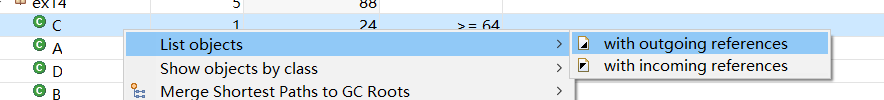 ex14 5 88
C 1 24 >= 64
List objects with outgoing references
A
with incoming references
D Show objects by class
B Merge Shortest Paths to GC Roots